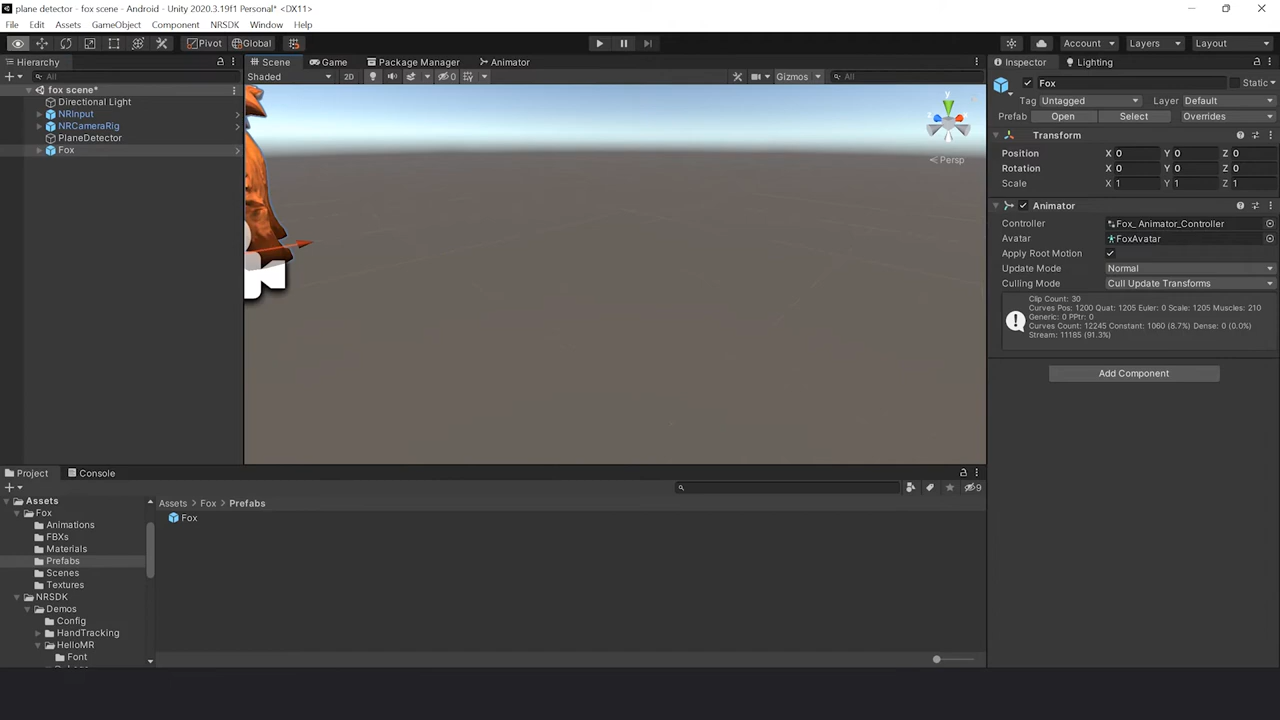 plane detector - fox scene - Android - Unity 2020.3.19f1 Personal* <DX11>
File Edit Assets GameObject Component NRSDK Window Help
Pivot Global Account Layers Layout
Hierarchy
All
fox scene*
Directional Light
NRInput
NRCameraRig
PlaneDetector
Fox
Scene Game Package Manager Animator
Shaded 2D 0 Gizmos All
y
Persp
Inspector Lighting
Fox Static
Tag Untagged Layer Default
Prefab Open Select Overrides
Transform
Position X 0 Y 0 Z 0
Rotation X 0 Y 0 Z 0
Scale X 1 Y 1 Z 1
Animator
Controller Fox_ Animator_Controller
Avatar FoxAvatar
Apply Root Motion
Update Mode Normal
Culling Mode Cull Update Transforms
Clip Count: 30
Curves Pos: 1200 Quat: 1205 Euler: 0 Scale: 1205 Muscles: 210
Generic: 0 PPtr: 0
Curves Count: 12245 Constant: 1060 (8.7%) Dense: 0 (0.0%)
Stream: 11185 (91.3%)
Add Component
Project Console
9
Assets
Fox
Animations
FBXs
Materials
Prefabs
Scenes
Textures
NRSDK
Demos
Config
HandTracking
HelloMR
Font
Assets > Fox > Prefabs
Fox